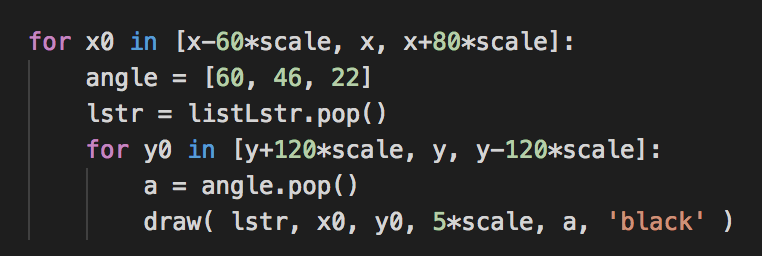 for x0 in [x-60*scale, x, x+80*scale]:
    angle = [60, 46, 22]
    lstr = listLstr.pop()
    for y0 in [y+120*scale, y, y-120*scale]:
        a = angle.pop()
        draw( lstr, x0, y0, 5*scale, a, 'black' )